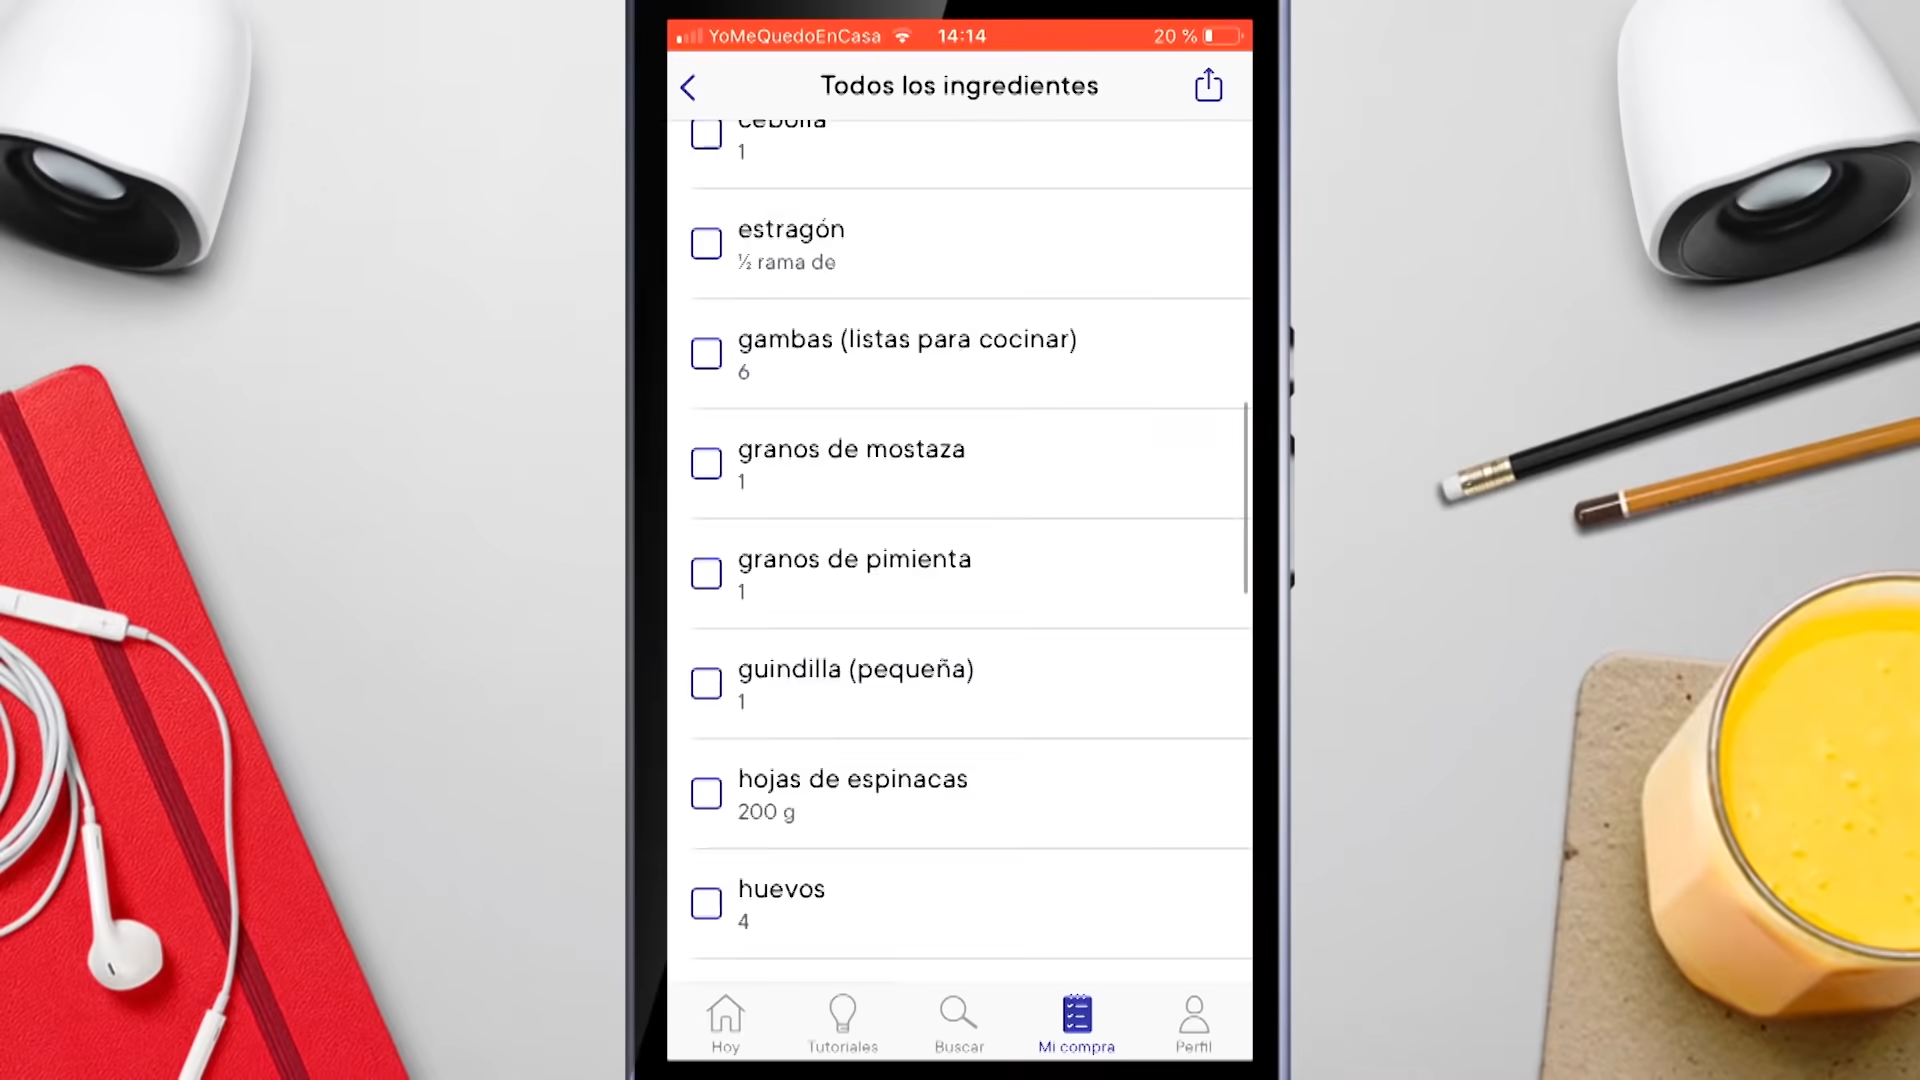 YoMeQuedoEnCasa 14:14 20 %
Todos los ingredientes
cebolla
1
estragón
½ rama de
gambas (listas para cocinar)
6
granos de mostaza
1
granos de pimienta
1
guindilla (pequeña)
1
hojas de espinacas
200 g
huevos
4
Hoy Tutoriales Buscar Mi compra Perfil